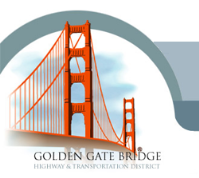 GOLDEN GATE BRIDGE
HIGHWAY & TRANSPORTATION DISTRICT